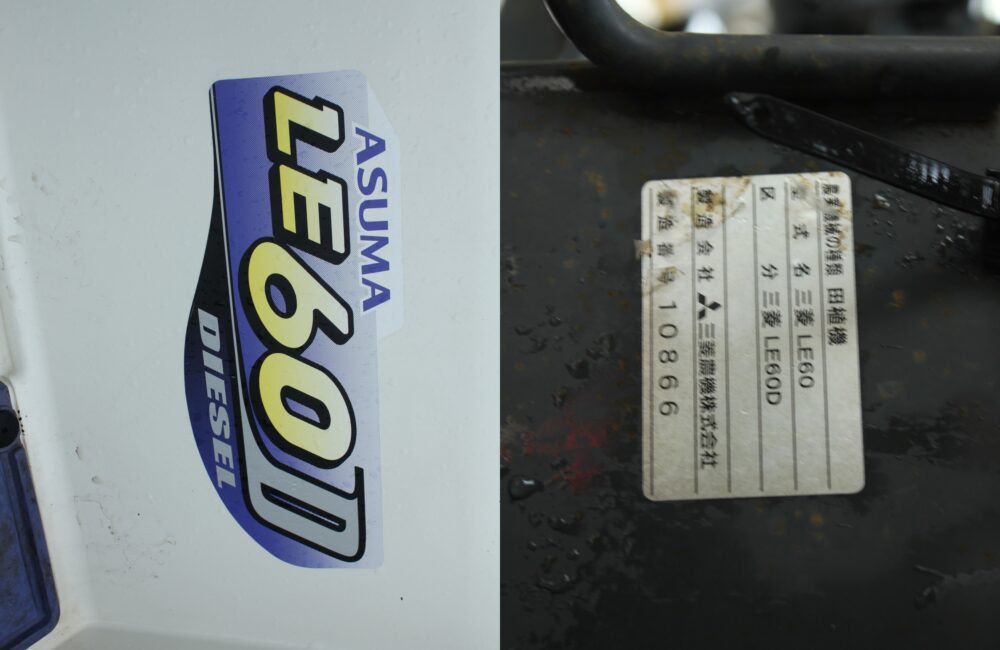 ASUMA
LE60D
DIESEL
農業機械の種類 田植機
型式名 三菱 LE60
区分 三菱 LE60D
製造会社 三菱農機株式会社
製造番号 10866